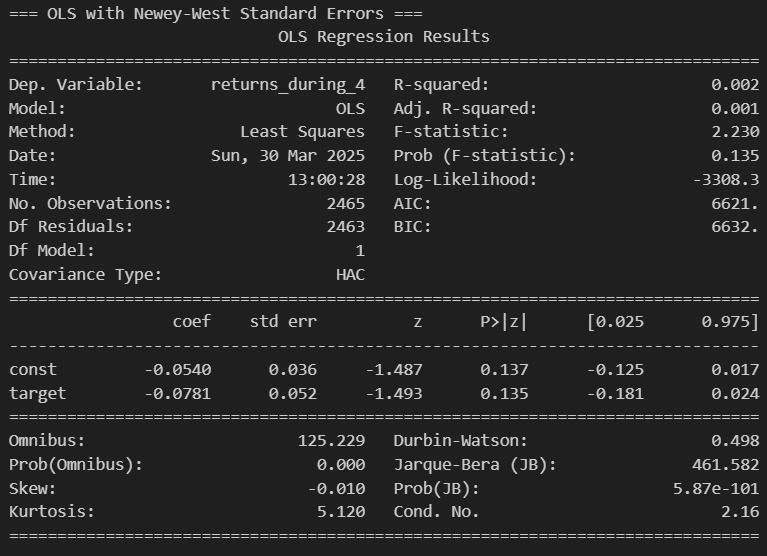 === OLS with Newey-West Standard Errors ===
                            OLS Regression Results
==============================================================================
Dep. Variable:        returns_during_4   R-squared:                       0.002
Model:                             OLS   Adj. R-squared:                  0.001
Method:                  Least Squares   F-statistic:                     2.230
Date:                 Sun, 30 Mar 2025   Prob (F-statistic):              0.135
Time:                         13:00:28   Log-Likelihood:                -3308.3
No. Observations:                 2465   AIC:                             6621.
Df Residuals:                     2463   BIC:                             6632.
Df Model:                            1
Covariance Type:                   HAC
==============================================================================
                 coef    std err          z      P>|z|      [0.025      0.975]
------------------------------------------------------------------------------
const         -0.0540      0.036     -1.487      0.137      -0.125       0.017
target        -0.0781      0.052     -1.493      0.135      -0.181       0.024
==============================================================================
Omnibus:                      125.229   Durbin-Watson:                   0.498
Prob(Omnibus):                  0.000   Jarque-Bera (JB):              461.582
Skew:                          -0.010   Prob(JB):                    5.87e-101
Kurtosis:                       5.120   Cond. No.                         2.16
==============================================================================